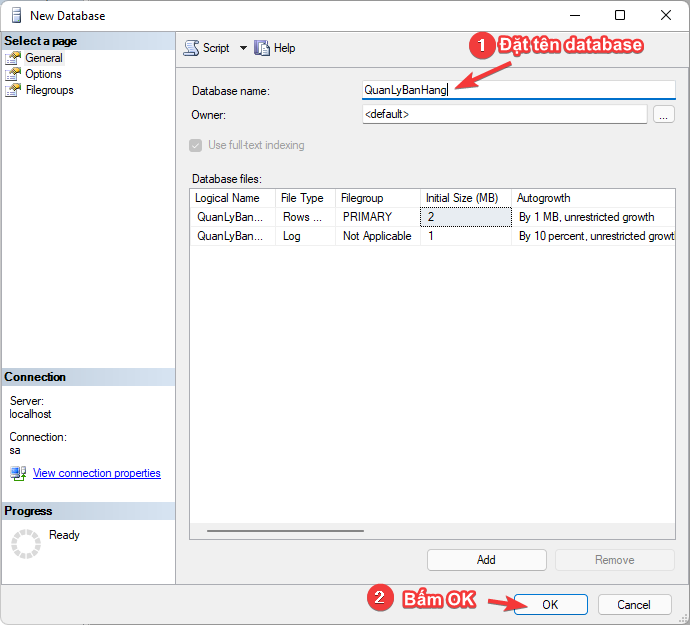 New Database
Select a page
General
Options
Filegroups
Script
Help
1 Đặt tên database
Database name:
QuanLyBanHang
Owner:
<default>
...
Use full-text indexing
Database files:
Logical Name File Type Filegroup Initial Size (MB) Autogrowth
QuanLyBan... Rows ... PRIMARY 2 By 1 MB, unrestricted growth
QuanLyBan... Log Not Applicable 1 By 10 percent, unrestricted growt
Connection
Server:
localhost
Connection:
sa
View connection properties
Progress
Ready
Add Remove
2 Bấm OK
OK Cancel